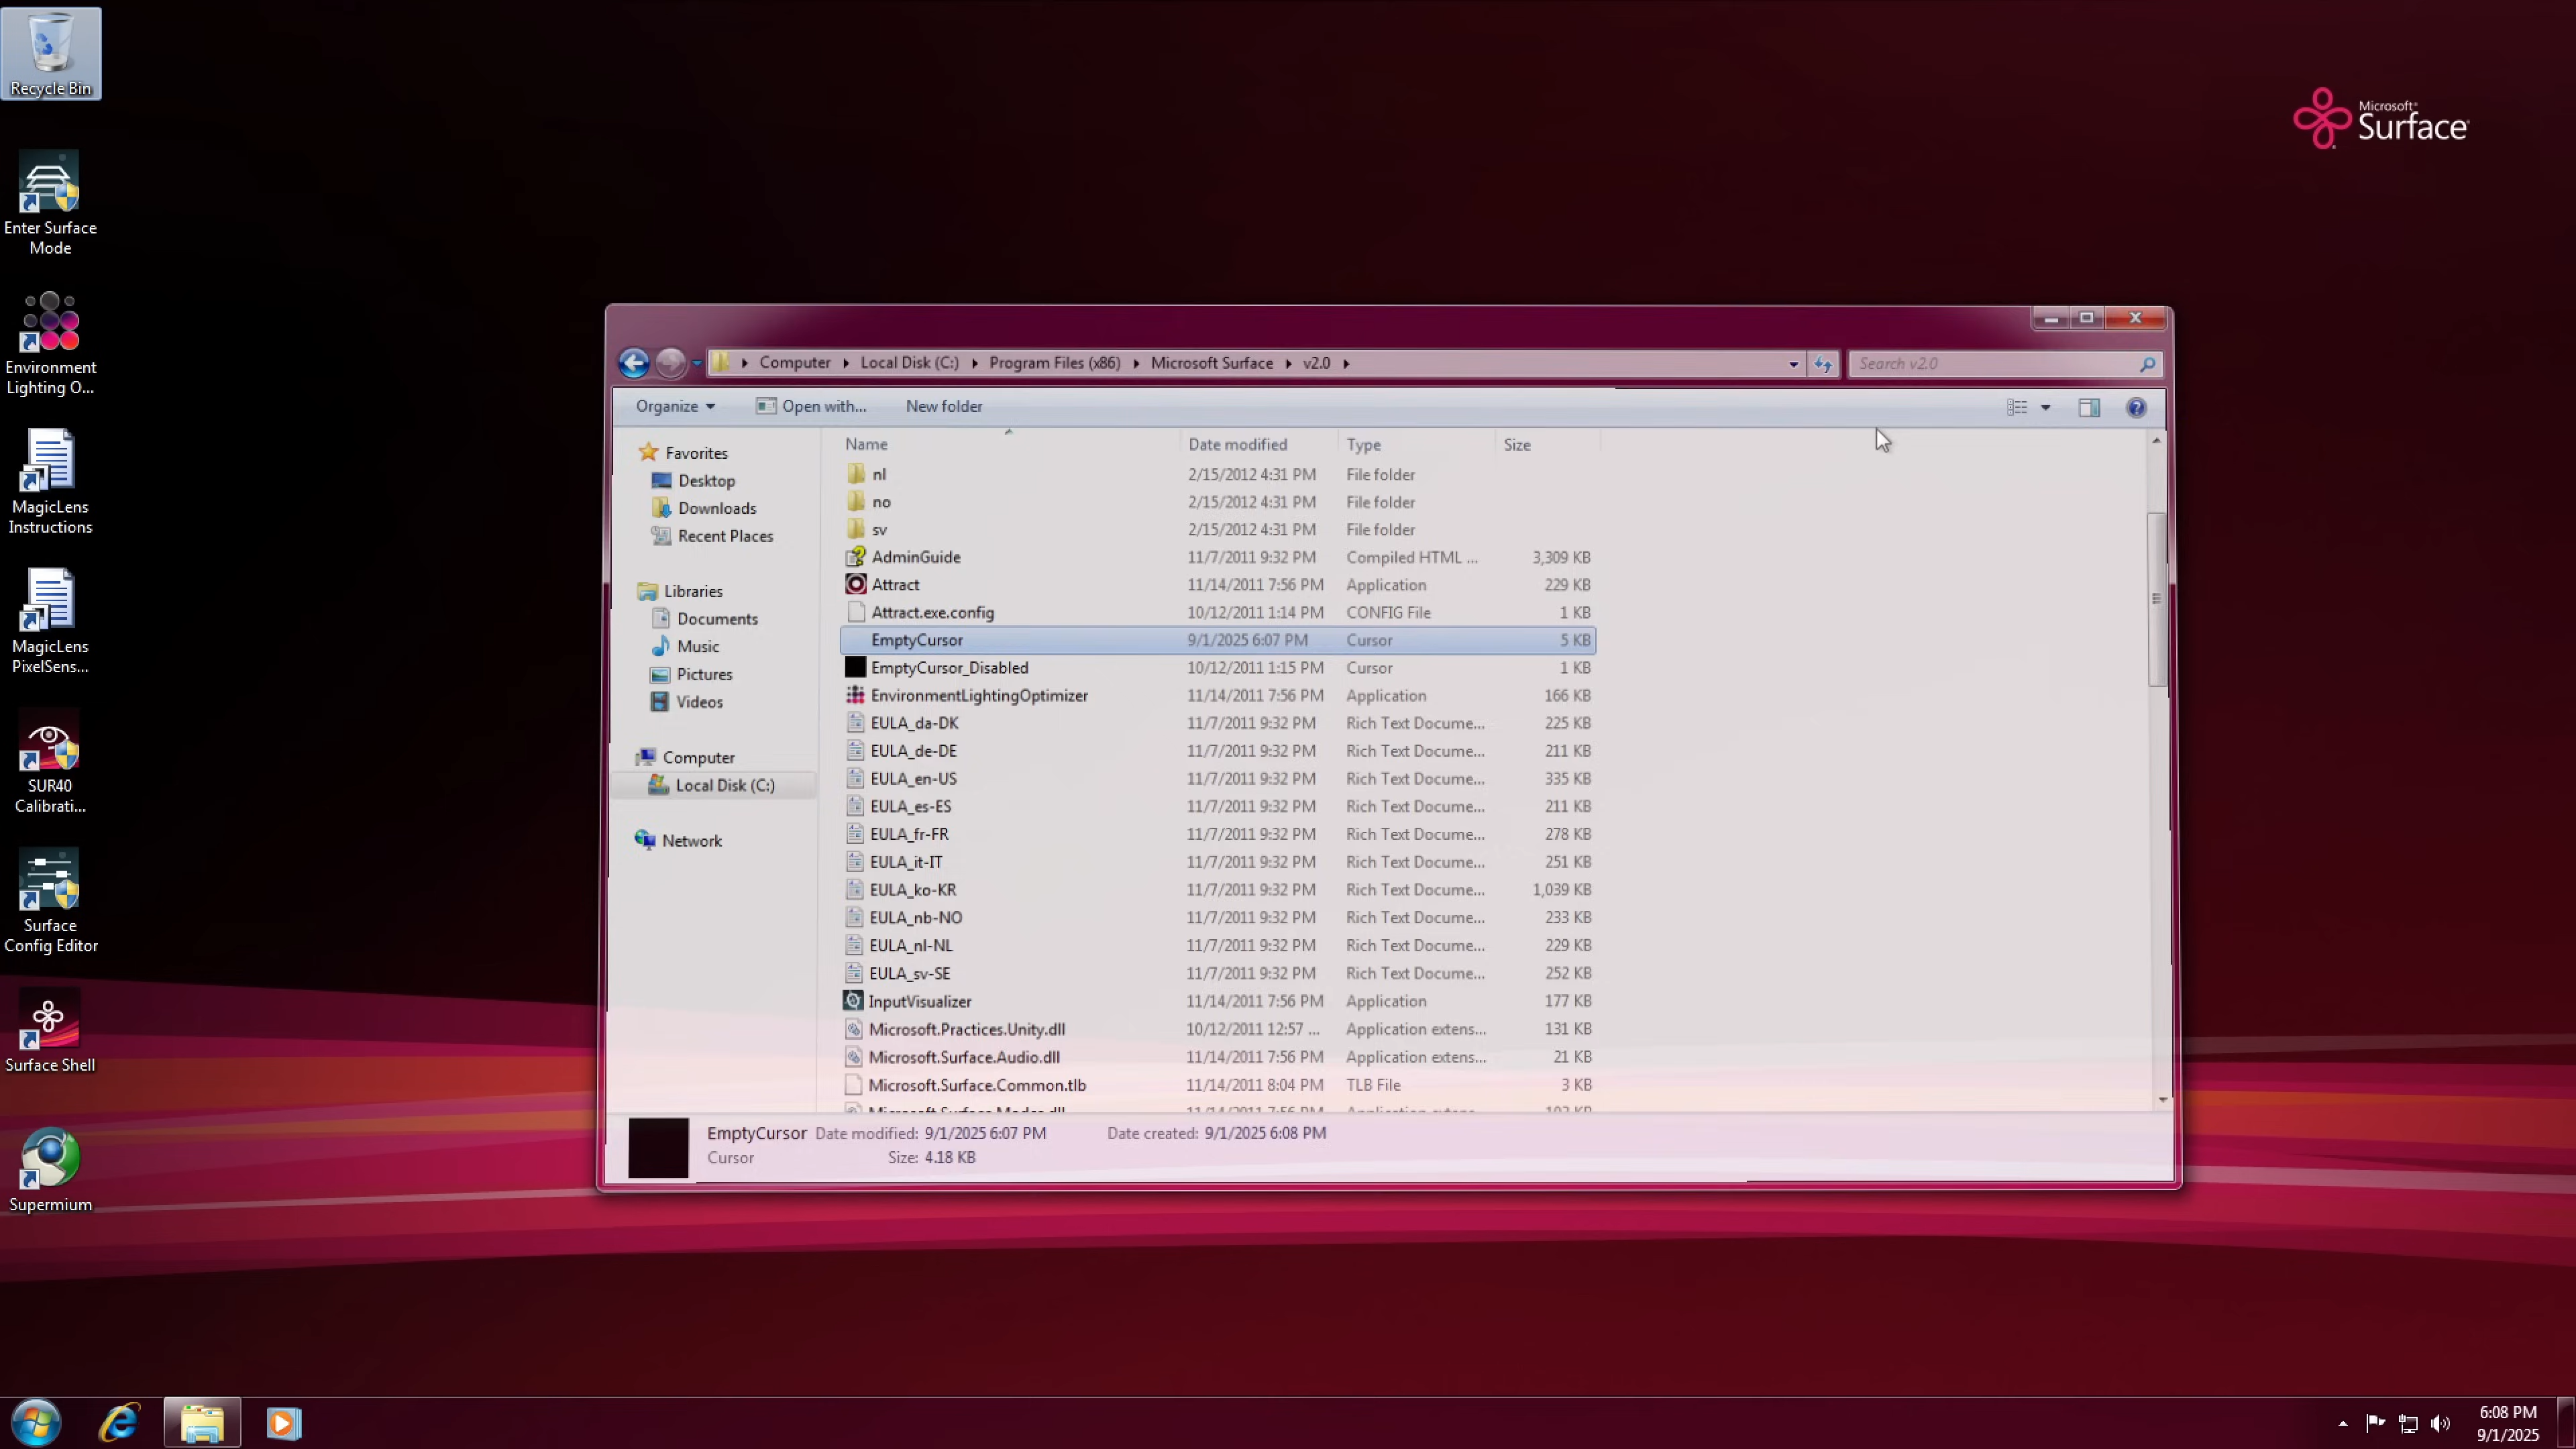 Recycle Bin
Enter Surface
Mode
Environment
Lighting O...
MagicLens
Instructions
MagicLens
PixelSens...
SUR40
Calibrati...
Surface
Config Editor
Surface Shell
Supermium
Microsoft®
Surface®
Computer Local Disk (C:) Program Files (x86) Microsoft Surface v2.0
Search v2.0
Organize Open with... New folder
Favorites
Desktop
Downloads
Recent Places
Libraries
Documents
Music
Pictures
Videos
Computer
Local Disk (C:)
Network
Name Date modified Type Size
nl 2/15/2012 4:31 PM File folder
no 2/15/2012 4:31 PM File folder
sv 2/15/2012 4:31 PM File folder
AdminGuide 11/7/2011 9:32 PM Compiled HTML ... 3,309 KB
Attract 11/14/2011 7:56 PM Application 229 KB
Attract.exe.config 10/12/2011 1:14 PM CONFIG File 1 KB
EmptyCursor 9/1/2025 6:07 PM Cursor 5 KB
EmptyCursor_Disabled 10/12/2011 1:15 PM Cursor 1 KB
EnvironmentLightingOptimizer 11/14/2011 7:56 PM Application 166 KB
EULA_da-DK 11/7/2011 9:32 PM Rich Text Docume... 225 KB
EULA_de-DE 11/7/2011 9:32 PM Rich Text Docume... 211 KB
EULA_en-US 11/7/2011 9:32 PM Rich Text Docume... 335 KB
EULA_es-ES 11/7/2011 9:32 PM Rich Text Docume... 211 KB
EULA_fr-FR 11/7/2011 9:32 PM Rich Text Docume... 278 KB
EULA_it-IT 11/7/2011 9:32 PM Rich Text Docume... 251 KB
EULA_ko-KR 11/7/2011 9:32 PM Rich Text Docume... 1,039 KB
EULA_nb-NO 11/7/2011 9:32 PM Rich Text Docume... 233 KB
EULA_nl-NL 11/7/2011 9:32 PM Rich Text Docume... 229 KB
EULA_sv-SE 11/7/2011 9:32 PM Rich Text Docume... 252 KB
InputVisualizer 11/14/2011 7:56 PM Application 177 KB
Microsoft.Practices.Unity.dll 10/12/2011 12:57 ... Application extens... 131 KB
Microsoft.Surface.Audio.dll 11/14/2011 7:56 PM Application extens... 21 KB
Microsoft.Surface.Common.tlb 11/14/2011 8:04 PM TLB File 3 KB
EmptyCursor Date modified: 9/1/2025 6:07 PM Date created: 9/1/2025 6:08 PM
Cursor Size: 4.18 KB
6:08 PM
9/1/2025